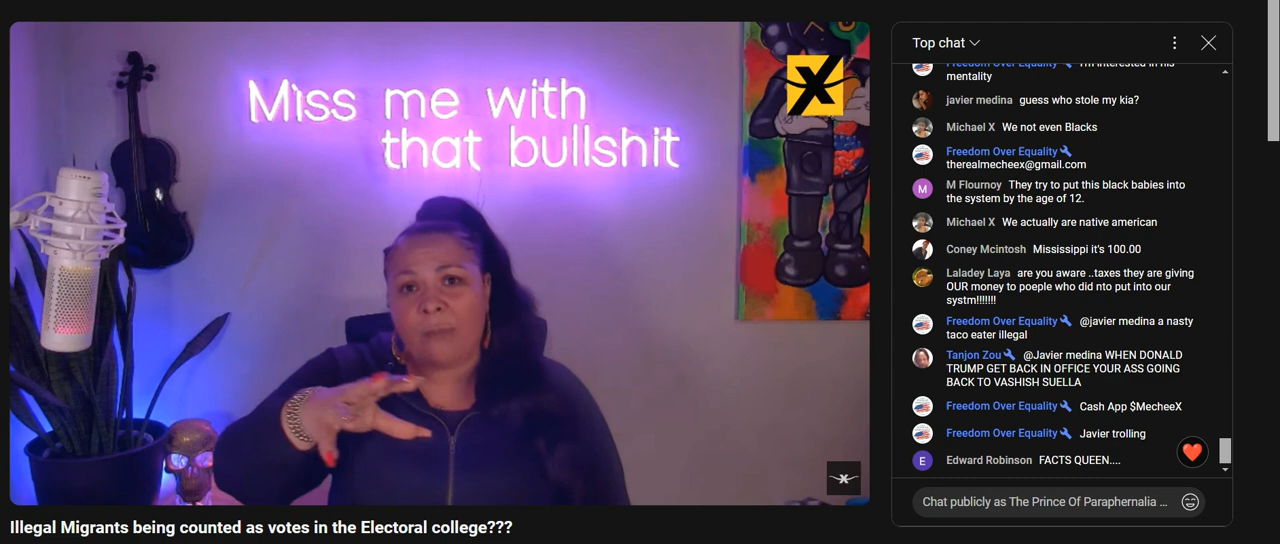 Miss me with
that bullshit
X
Illegal Migrants being counted as votes in the Electoral college???
Top chat
Freedom Over Equality I'm interested in his
mentality
javier medina guess who stole my kia?
Michael X We not even Blacks
Freedom Over Equality
therealmecheex@gmail.com
M
M Flournoy They try to put this black babies into
the system by the age of 12.
Michael X We actually are native american
Coney Mcintosh Mississippi it's 100.00
Laladey Laya are you aware ..taxes they are giving
OUR money to poeple who did nto put into our
systm!!!!!!!
Freedom Over Equality @javier medina a nasty
taco eater illegal
Tanjon Zou @Javier medina WHEN DONALD
TRUMP GET BACK IN OFFICE YOUR ASS GOING
BACK TO VASHISH SUELLA
Freedom Over Equality Cash App $MecheeX
Freedom Over Equality Javier trolling
E
Edward Robinson FACTS QUEEN....
Chat publicly as The Prince Of Paraphernalia ...